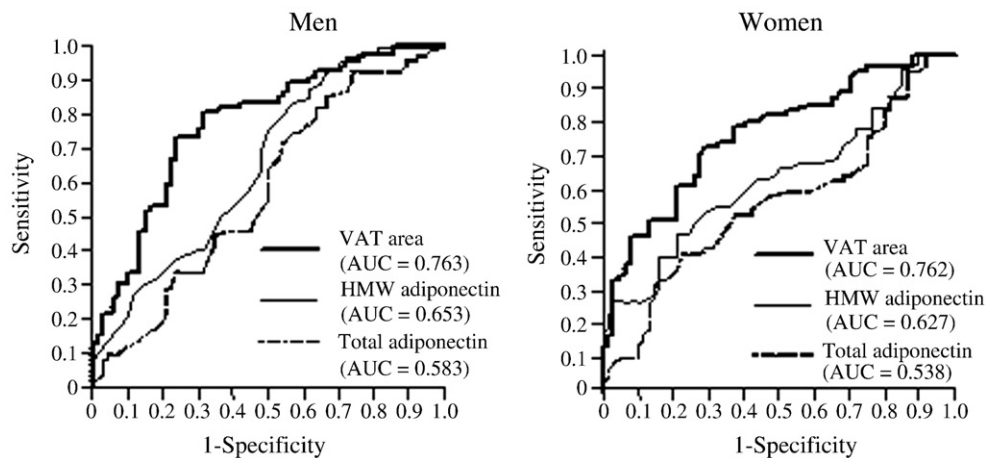 Men
Sensitivity
1.0
0.9
0.8
0.7
0.6
0.5
0.4
0.3
0.2
0.1
0
VAT area
(AUC = 0.763)
HMW adiponectin
(AUC = 0.653)
Total adiponectin
(AUC = 0.583)
0 0.1 0.2 0.3 0.4 0.5 0.6 0.7 0.8 0.9 1.0
1-Specificity
Women
Sensitivity
1.0
0.9
0.8
0.7
0.6
0.5
0.4
0.3
0.2
0.1
0
VAT area
(AUC = 0.762)
HMW adiponectin
(AUC = 0.627)
Total adiponectin
(AUC = 0.538)
0 0.1 0.2 0.3 0.4 0.5 0.6 0.7 0.8 0.9 1.0
1-Specificity